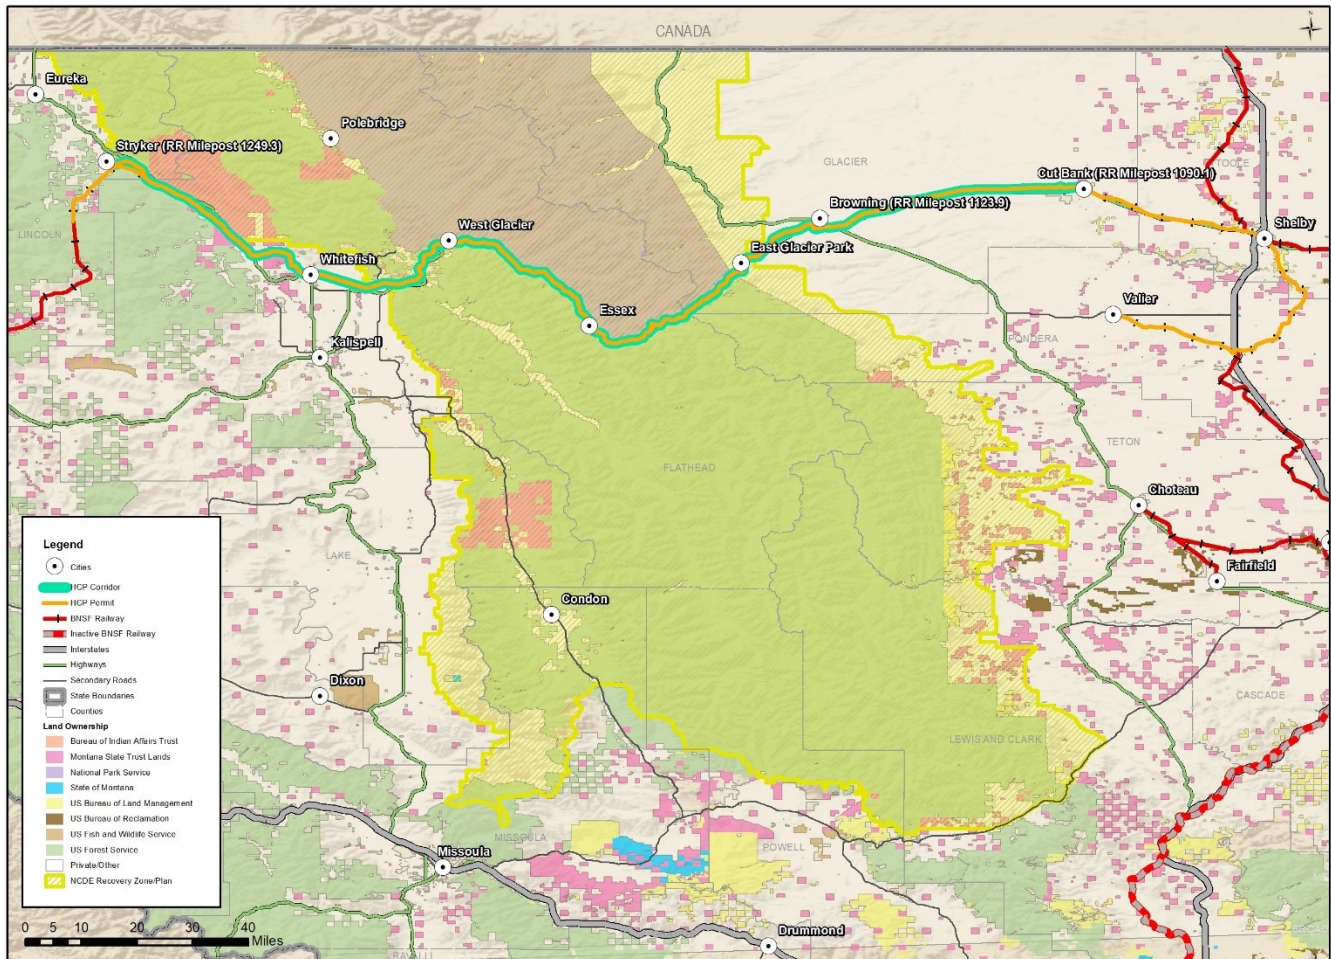 CANADA
N
Eureka
Polebridge
Stryker (RR Milepost 1249.3)
GLACIER
TOOLE
Cut Bank (RR Milepost 1090.1)
Browning (RR Milepost 1123.9)
LINCOLN
West Glacier
Shelby
East Glacier Park
Whitefish
Essex
Valier
PONDERA
Kalispell
TETON
FLATHEAD
Choteau
LAKE
Fairfield
Condon
Dixon
CASCADE
LEWIS AND CLARK
MISSOULA
POWELL
Missoula
Drummond
RAVALLI
Legend
Cities
HCP Corridor
HCP Permit
BNSF Railway
Inactive BNSF Railway
Interstates
Highways
Secondary Roads
State Boundaries
Counties
Land Ownership
Bureau of Indian Affairs Trust
Montana State Trust Lands
National Park Service
State of Montana
US Bureau of Land Management
US Bureau of Reclamation
US Fish and Wildlife Service
US Forest Service
Private/Other
NCDE Recovery Zone/Plan
0 5 10 20 30 40
Miles